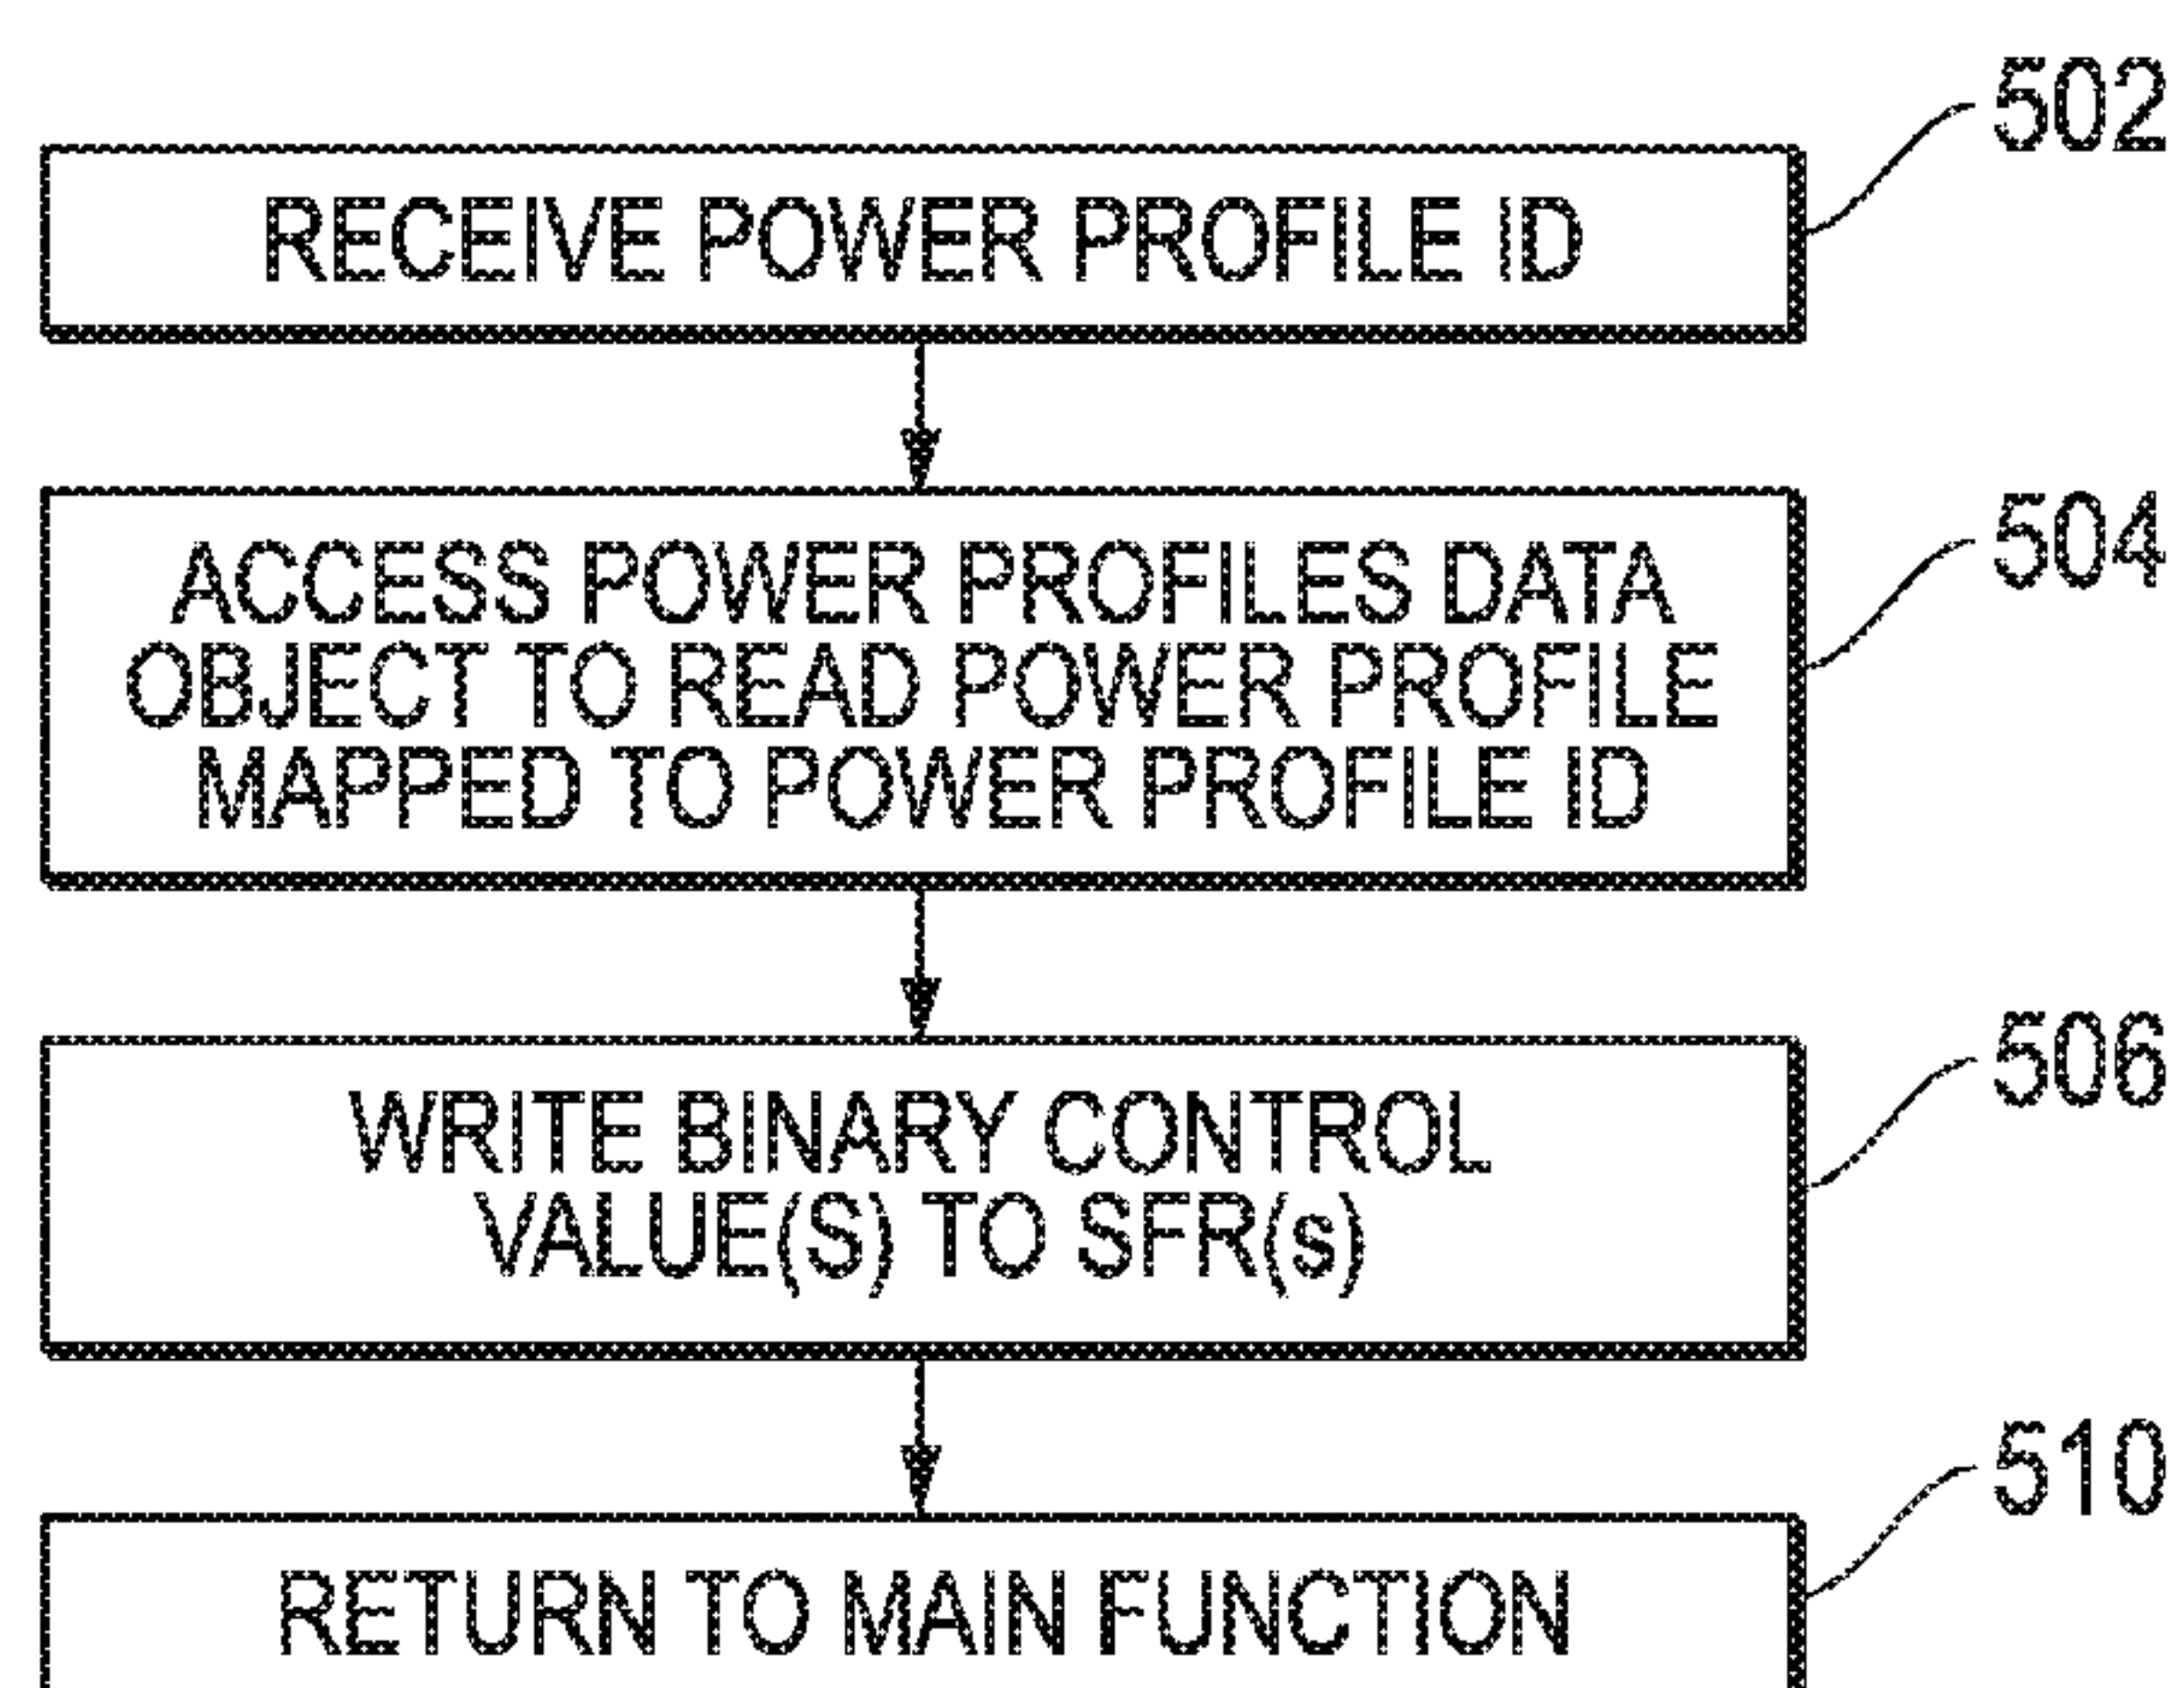 502
RECEIVE POWER PROFILE ID
504
ACCESS POWER PROFILES DATA
OBJECT TO READ POWER PROFILE
MAPPED TO POWER PROFILE ID
506
WRITE BINARY CONTROL
VALUE(S) TO SFR(s)
510
RETURN TO MAIN FUNCTION